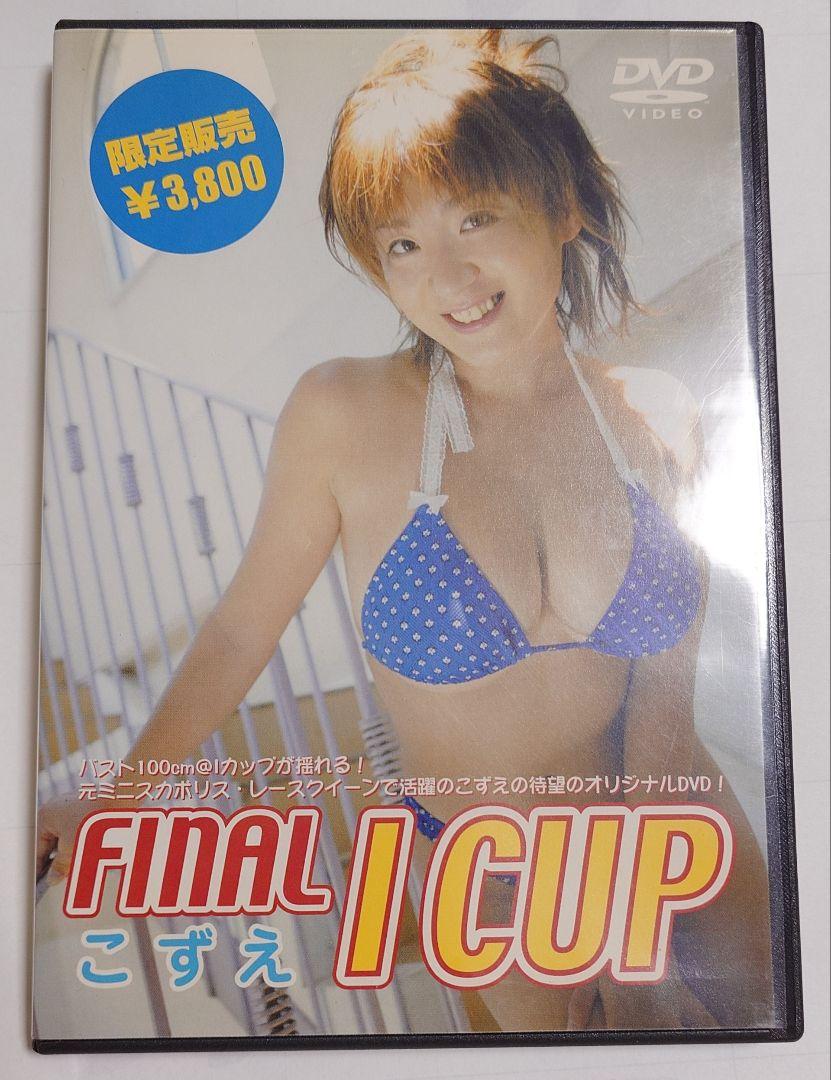 限定販売
¥3,800
DVD
VIDEO
バスト100cm@Iカップが揺れる!
元ミニスカポリス・レースクイーンで活躍のこずえの待望のオリジナルDVD!
FINAL I CUP
こずえ